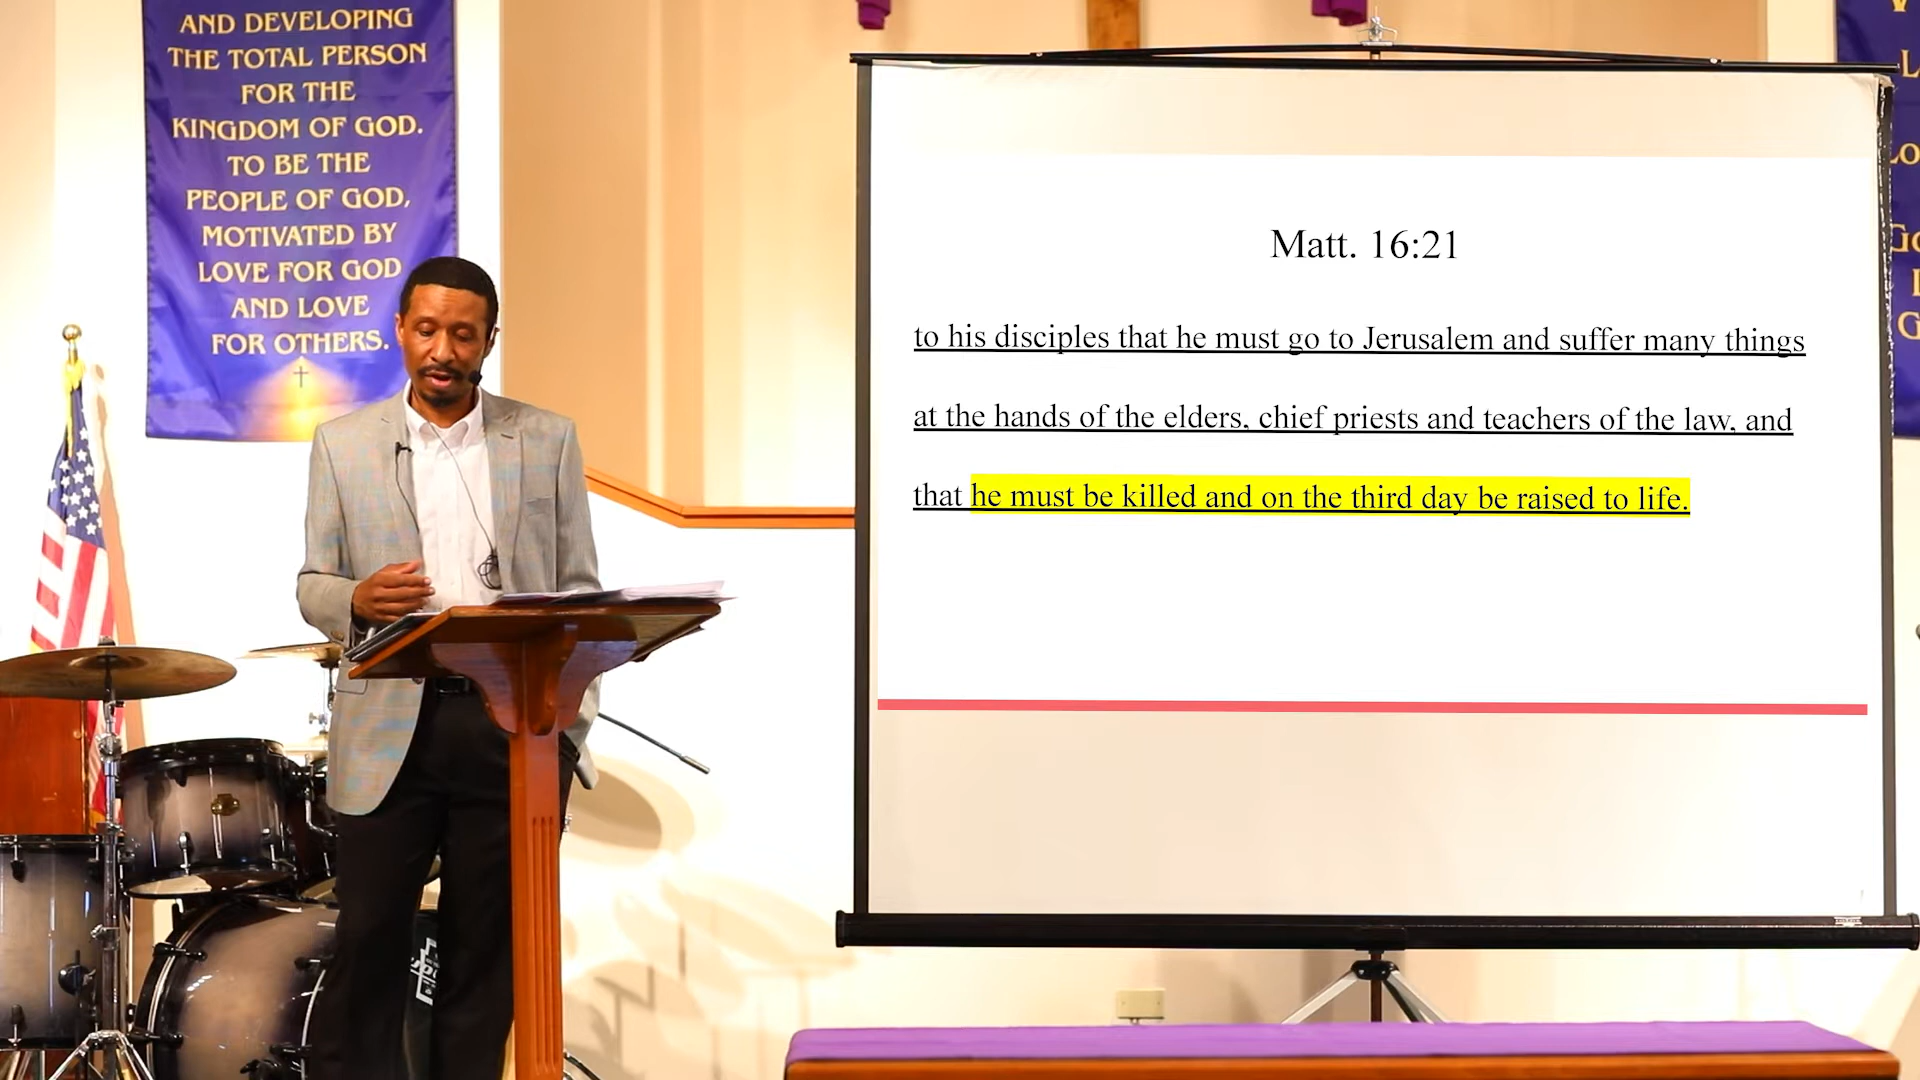 AND DEVELOPING
THE TOTAL PERSON
FOR THE
KINGDOM OF GOD.
TO BE THE
PEOPLE OF GOD,
MOTIVATED BY
LOVE FOR GOD
AND LOVE
FOR OTHERS.
Matt. 16:21
to his disciples that he must go to Jerusalem and suffer many things
at the hands of the elders, chief priests and teachers of the law, and
that he must be killed and on the third day be raised to life.